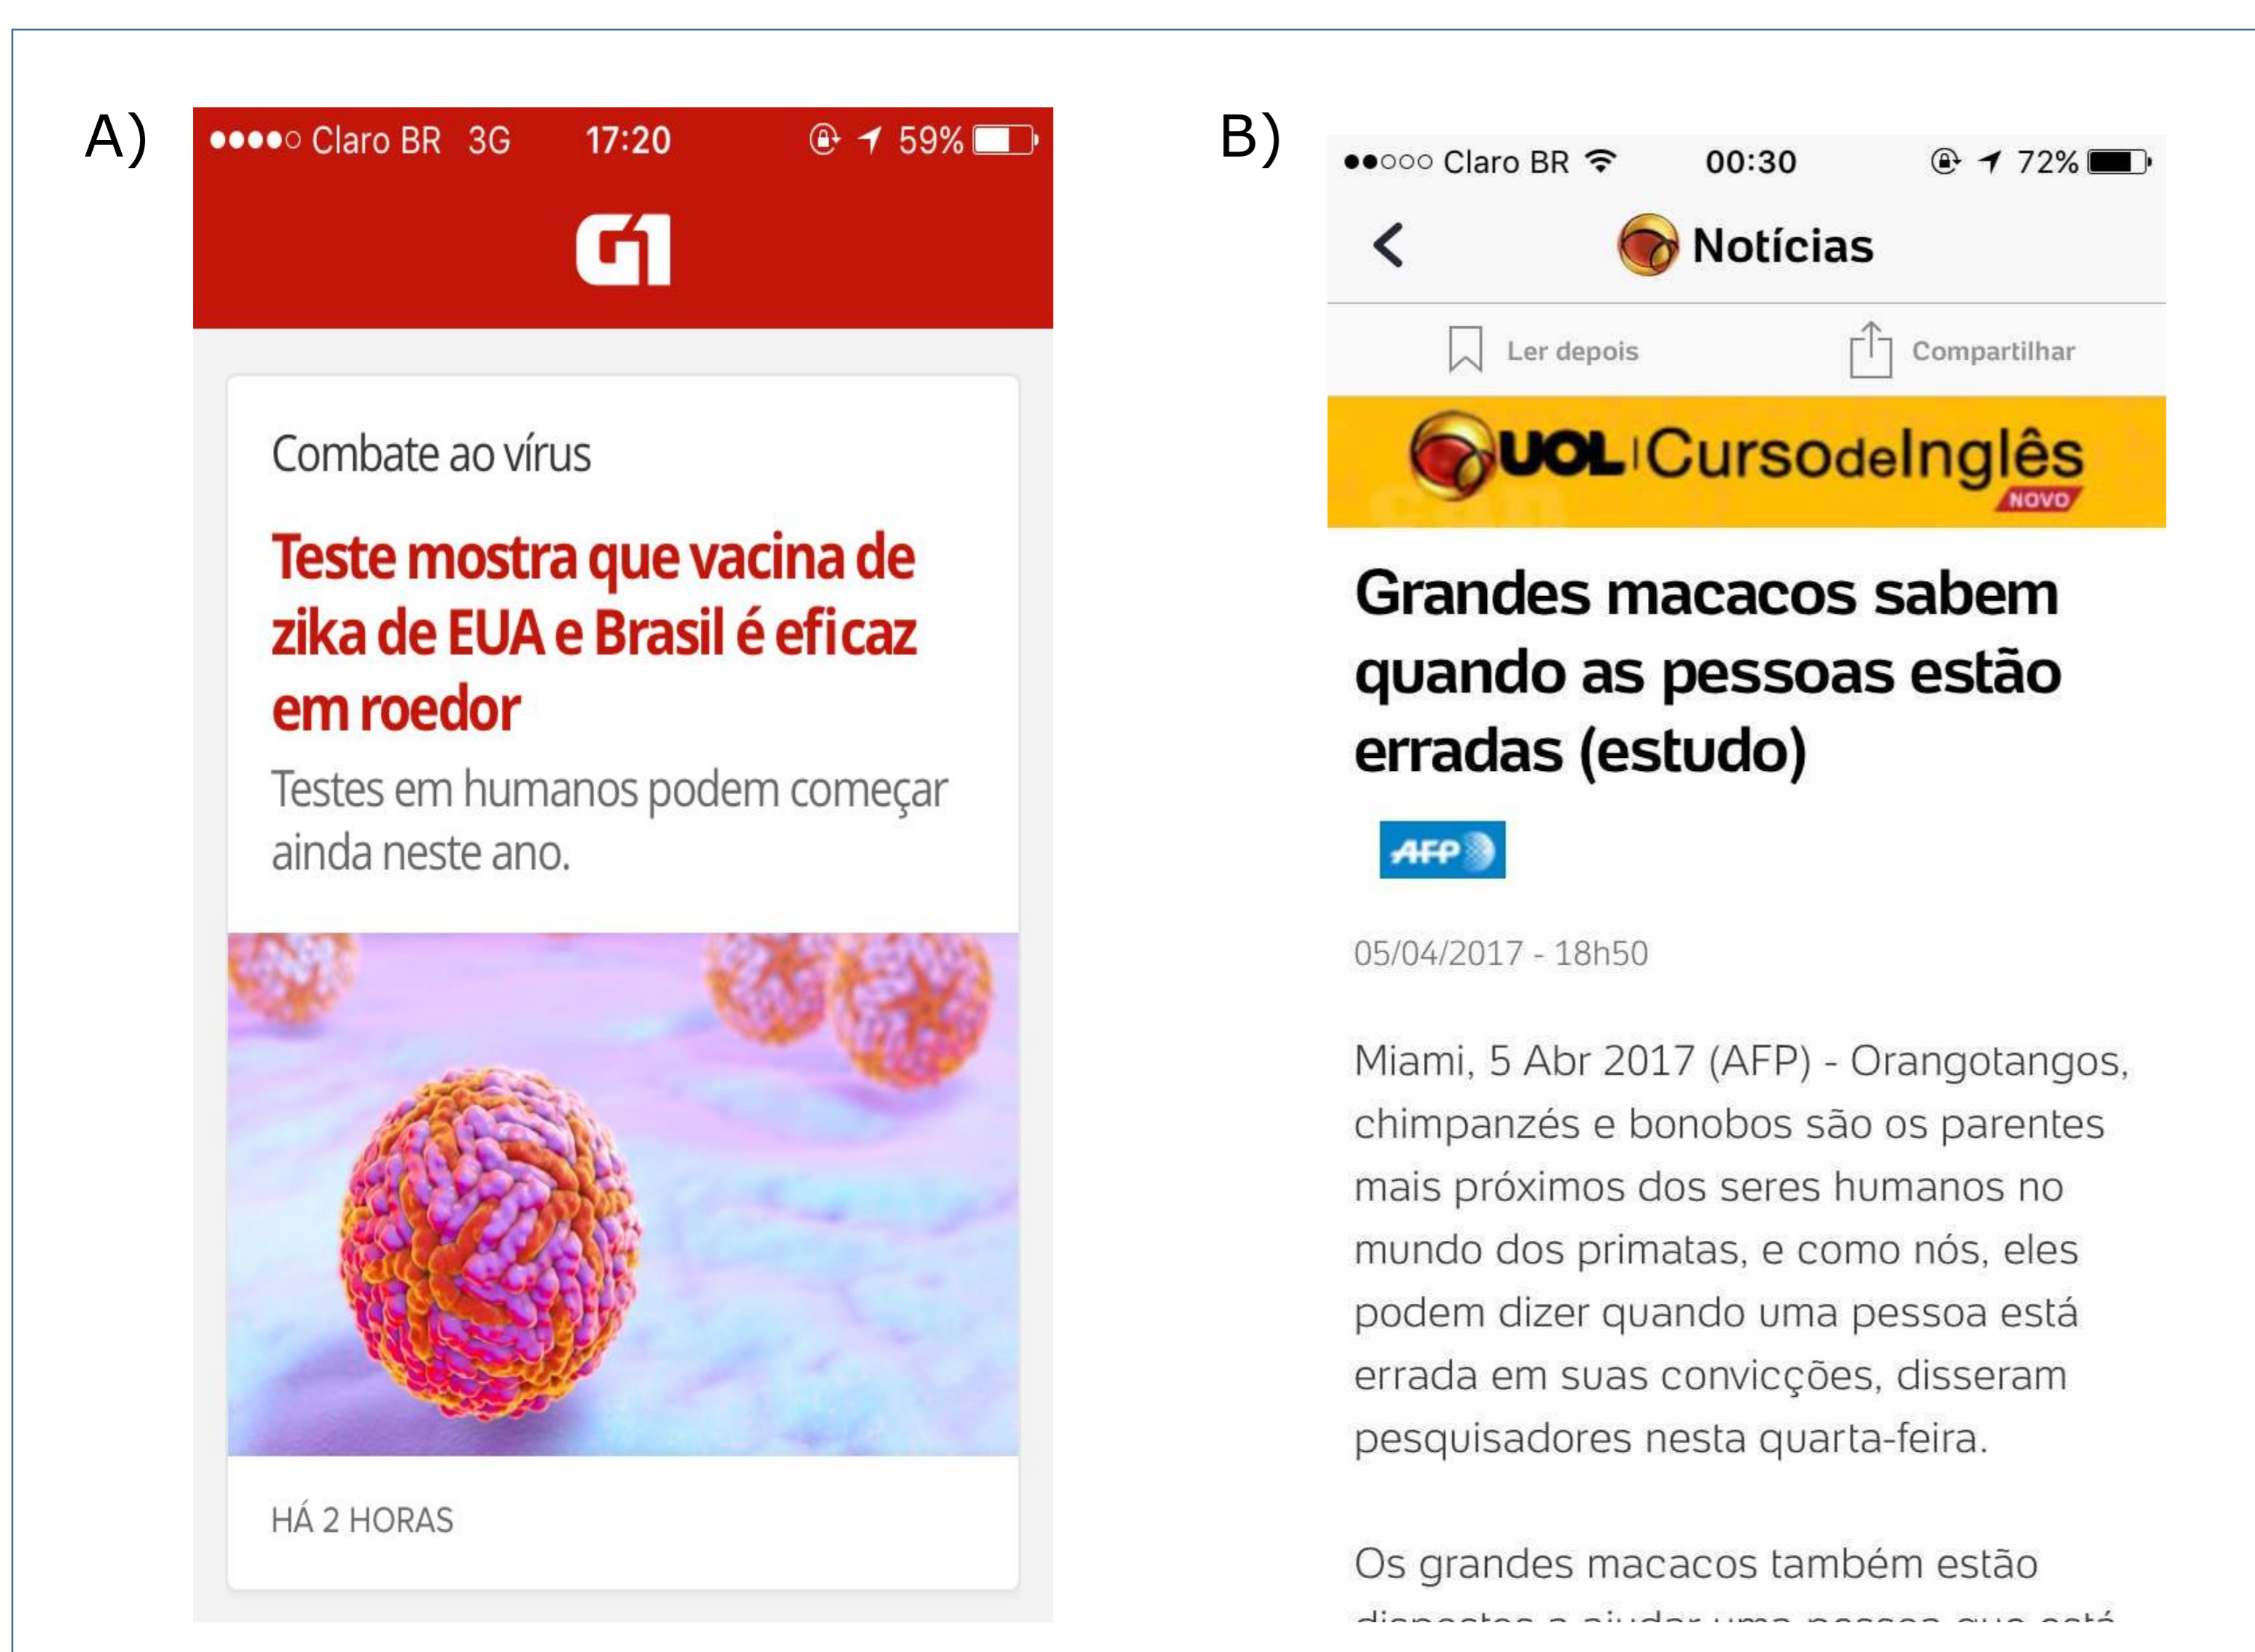 A)
Claro BR 3G 17:20 59%
G1
Combate ao vírus
Teste mostra que vacina de
zika de EUA e Brasil é eficaz
em roedor
Testes em humanos podem começar
ainda neste ano.
HÁ 2 HORAS
B)
Claro BR 00:30 72%
Notícias
Ler depois Compartilhar
UOL CursodeInglês
NOVO
Grandes macacos sabem
quando as pessoas estão
erradas (estudo)
AFP
05/04/2017 - 18h50
Miami, 5 Abr 2017 (AFP) - Orangotangos,
chimpanzés e bonobos são os parentes
mais próximos dos seres humanos no
mundo dos primatas, e como nós, eles
podem dizer quando uma pessoa está
errada em suas convicções, disseram
pesquisadores nesta quarta-feira.
Os grandes macacos também estão